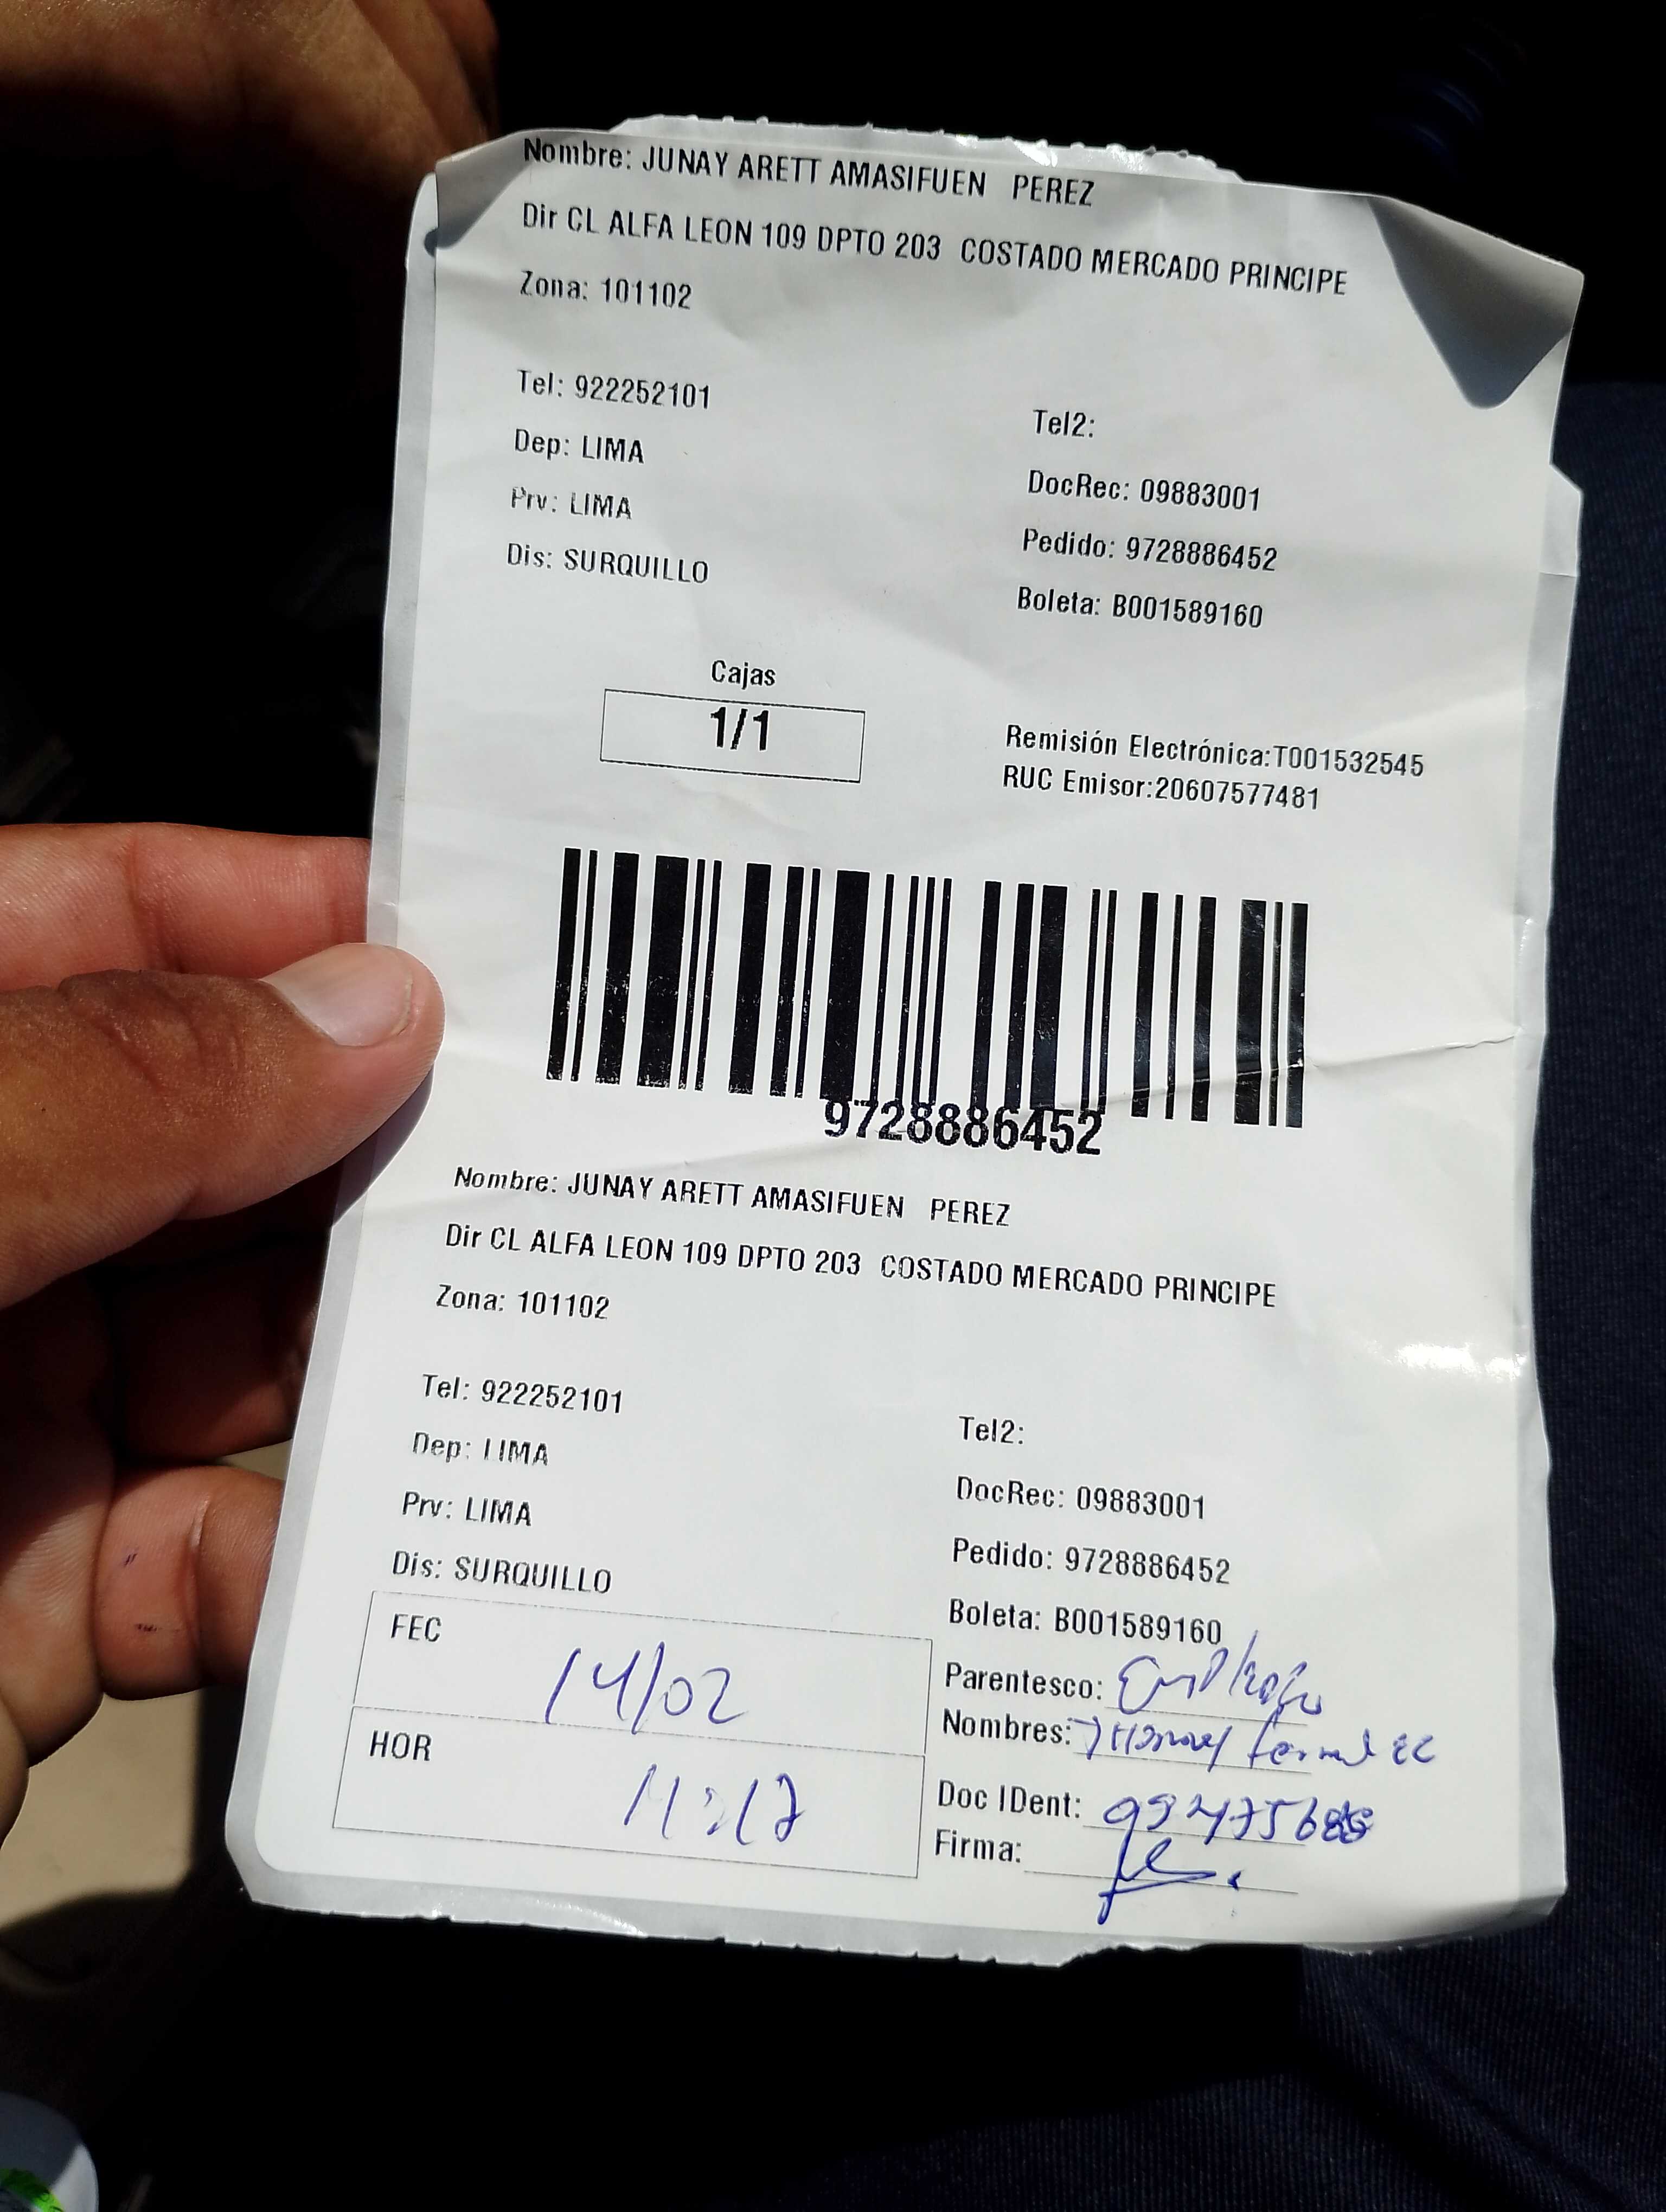 Nombre: JUNAY ARETT AMASIFUEN PEREZ
Dir CL ALFA LEON 109 DPTO 203 COSTADO MERCADO PRINCIPE
Zona: 101102
Tel: 922252101
Tel2:
Dep: LIMA
DocRec: 09883001
Prv: LIMA
Pedido: 9728886452
Dis: SURQUILLO
Boleta: B001589160
Cajas
1/1
Remisión Electrónica:T001532545
RUC Emisor:20607577481
9728886452
Nombre: JUNAY ARETT AMASIFUEN PEREZ
Dir CL ALFA LEON 109 DPTO 203 COSTADO MERCADO PRINCIPE
Zona: 101102
Tel: 922252101
Tel2:
Dep: LIMA
DocRec: 09883001
Prv: LIMA
Pedido: 9728886452
Dis: SURQUILLO
Boleta: B001589160
FEC 14/02
Parentesco:
Nombres:
HOR
Doc IDent:
Firma: